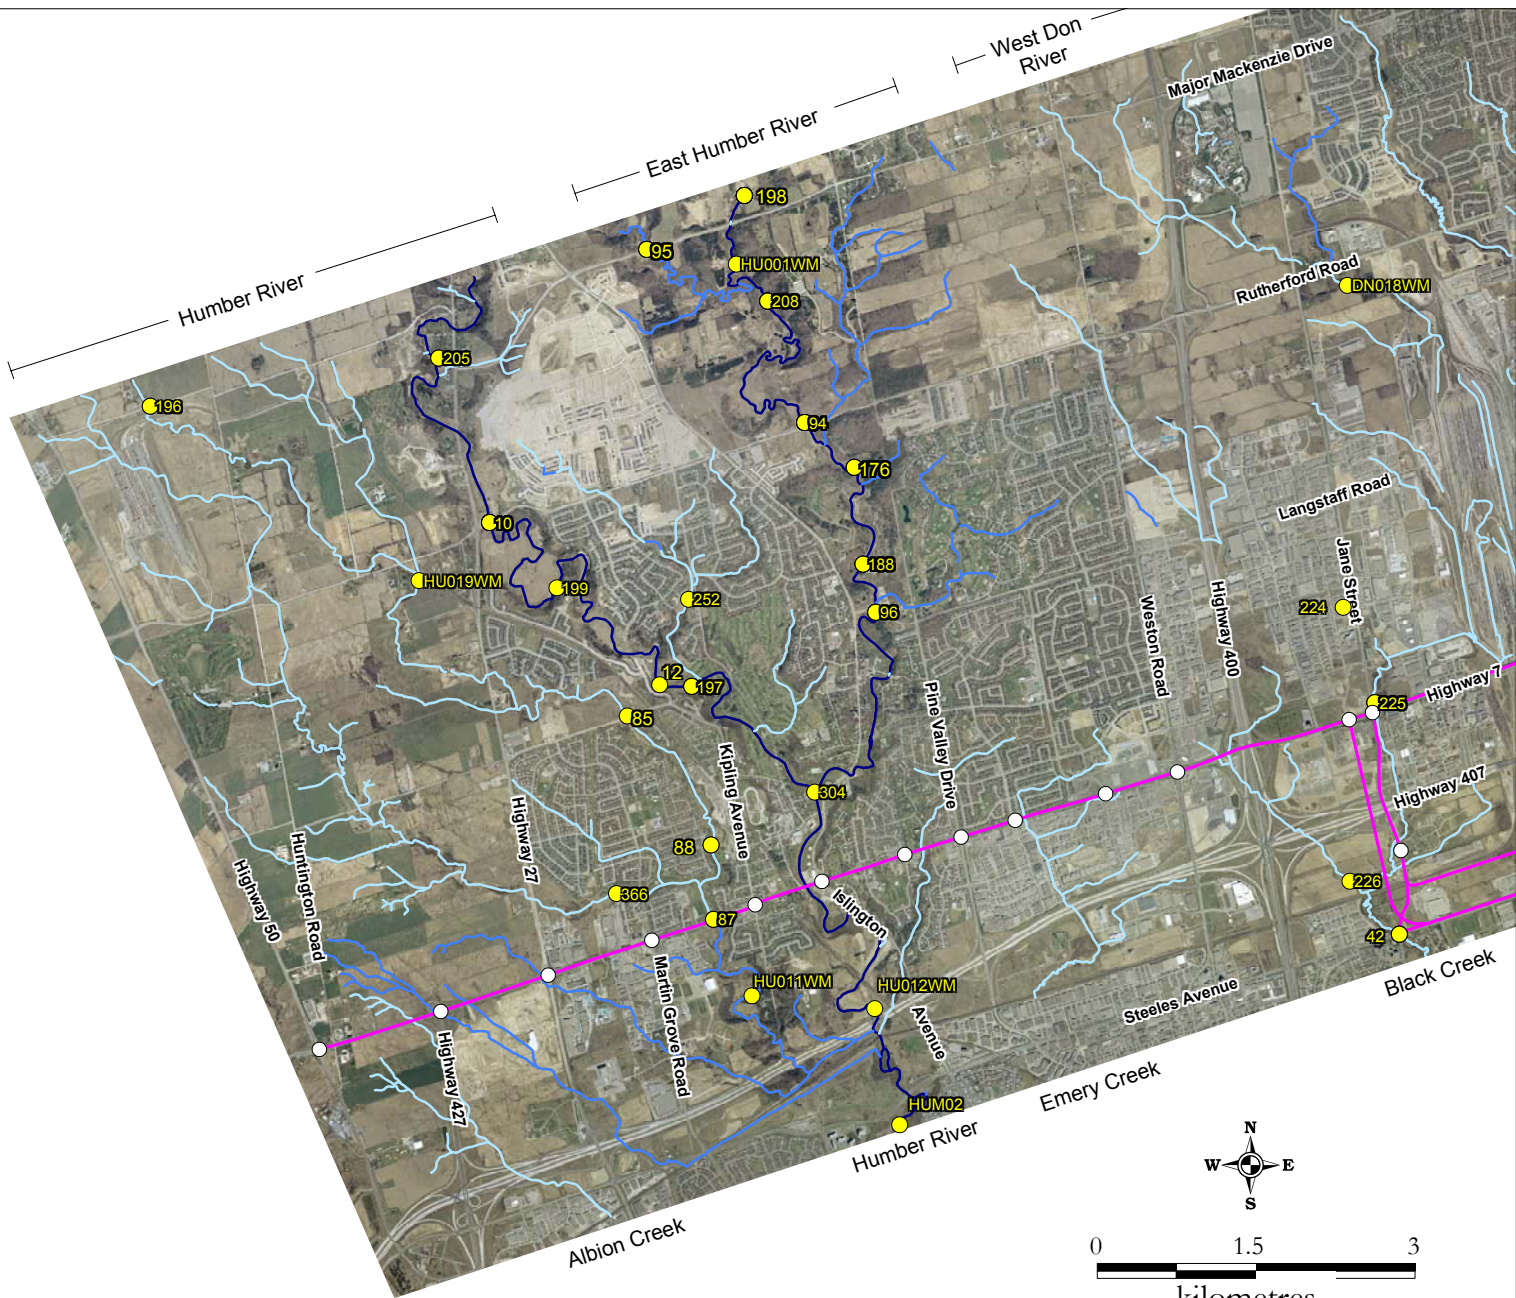 West Don
River
Major Mackenzie Drive
East Humber River
198
95
HU001WM
Rutherford Road
DN018WM
Humber River
208
205
196
94
176
Langstaff Road
10
Jane Street
188
HU019WM
199
252
Highway 400
Weston Road
224
96
12
197
Pine Valley Drive
Highway 7
225
85
Kipling Avenue
304
Highway 407
Highway 27
88
Huntington Road
Highway 50
366
226
Islington
87
42
Black Creek
Martin Grove Road
HU011WM
HU012WM
Steeles Avenue
Avenue
Highway 427
HUM02
Emery Creek
Humber River
N
W E
S
Albion Creek
0 1.5 3
kilometres